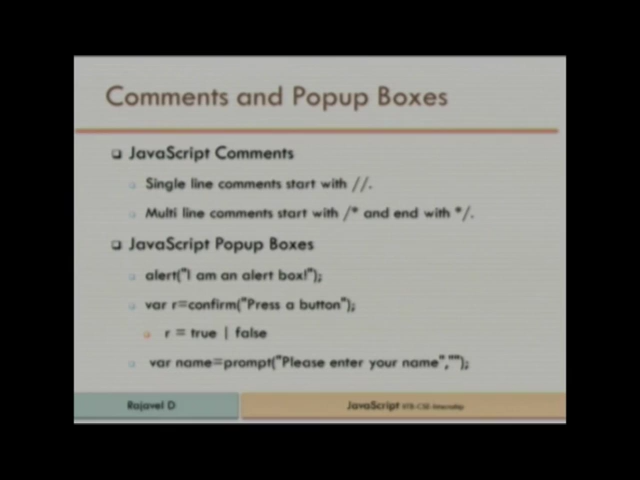 Comments and Popup Boxes
JavaScript Comments
Single line comments start with //.
Multi line comments start with /* and end with */.
JavaScript Popup Boxes
alert("I am an alert box!");
var r=confirm("Press a button");
r = true | false
var name=prompt("Please enter your name","");
Rajavel D
JavaScript